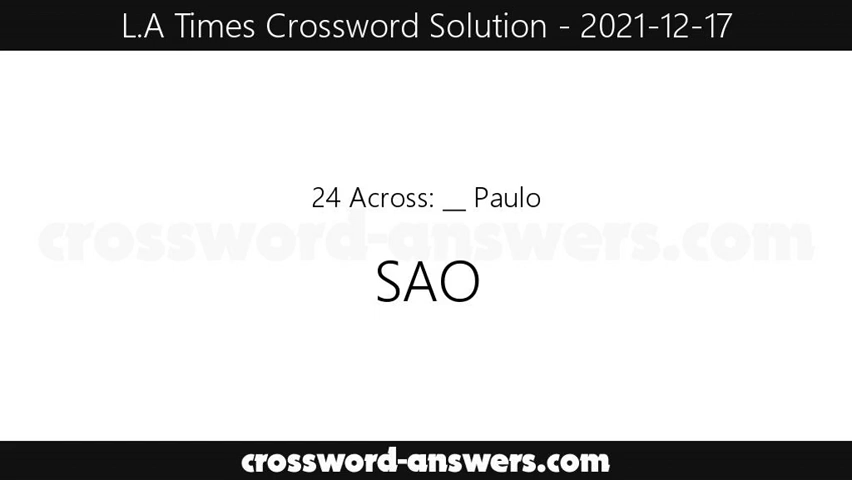 L.A Times Crossword Solution - 2021-12-17
24 Across: __ Paulo
crossword-answers.com
SAO
crossword-answers.com